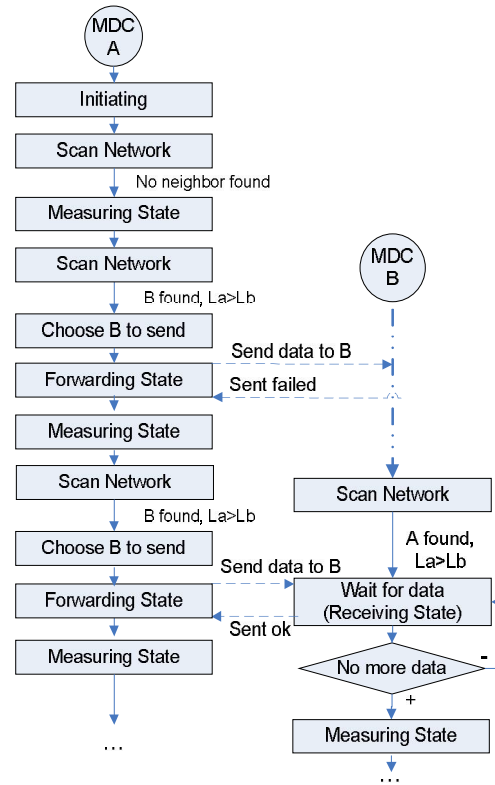 MDC
A
Initiating
Scan Network
No neighbor found
Measuring State
Scan Network
B found, La>Lb
Choose B to send
Send data to B
Forwarding State
Sent failed
Measuring State
Scan Network
B found, La>Lb
Choose B to send
Send data to B
Forwarding State
Sent ok
Measuring State
...
MDC
B
Scan Network
A found,
La>Lb
Wait for data
(Receiving State)
No more data
-
+
Measuring State
...